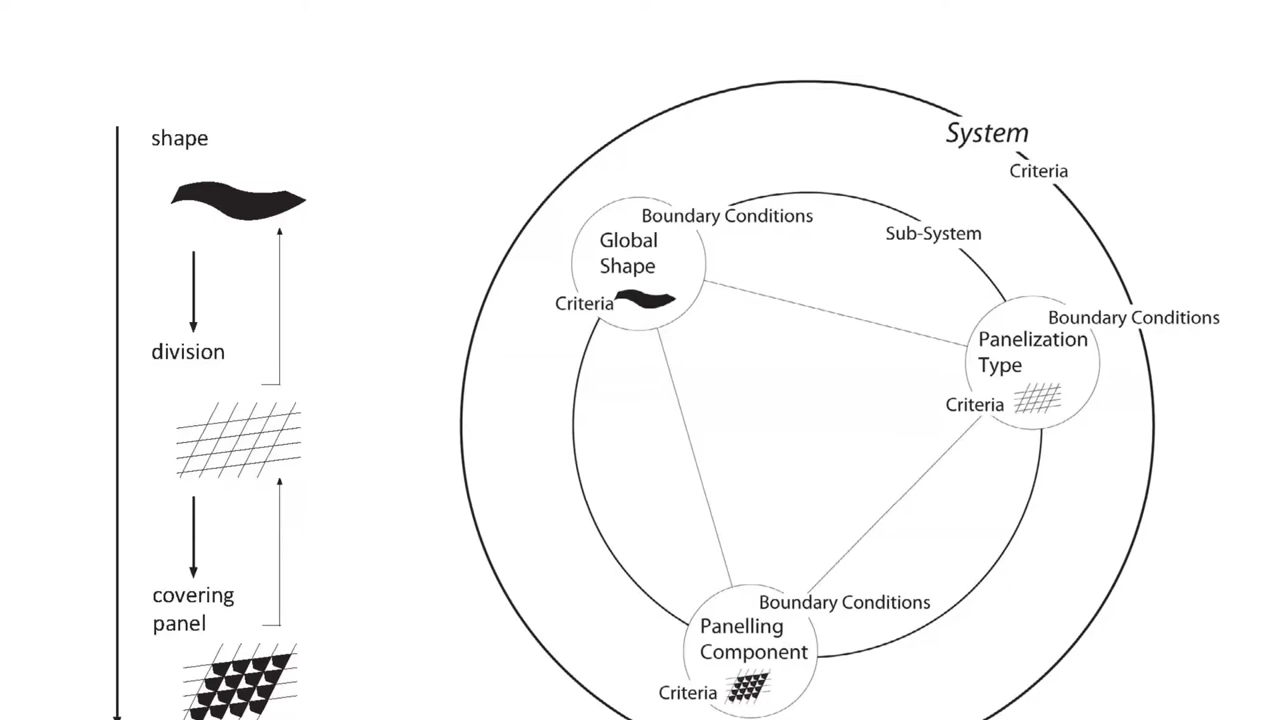 shape
division
covering
panel
System
Criteria
Sub-System
Boundary Conditions
Global
Shape
Criteria
Boundary Conditions
Panelization
Type
Criteria
Boundary Conditions
Panelling
Component
Criteria